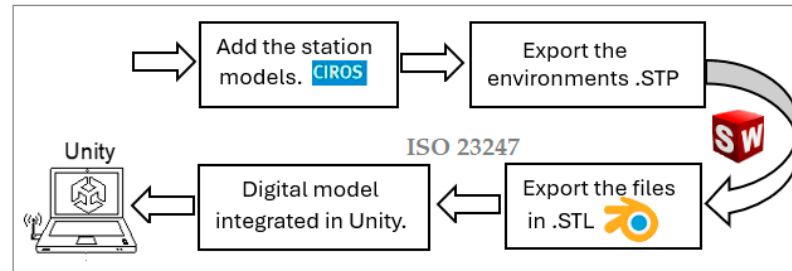 Add the station
models. CIROS
Export the
environments .STP
SW
ISO 23247
Unity
Digital model
integrated in Unity.
Export the files
in .STL